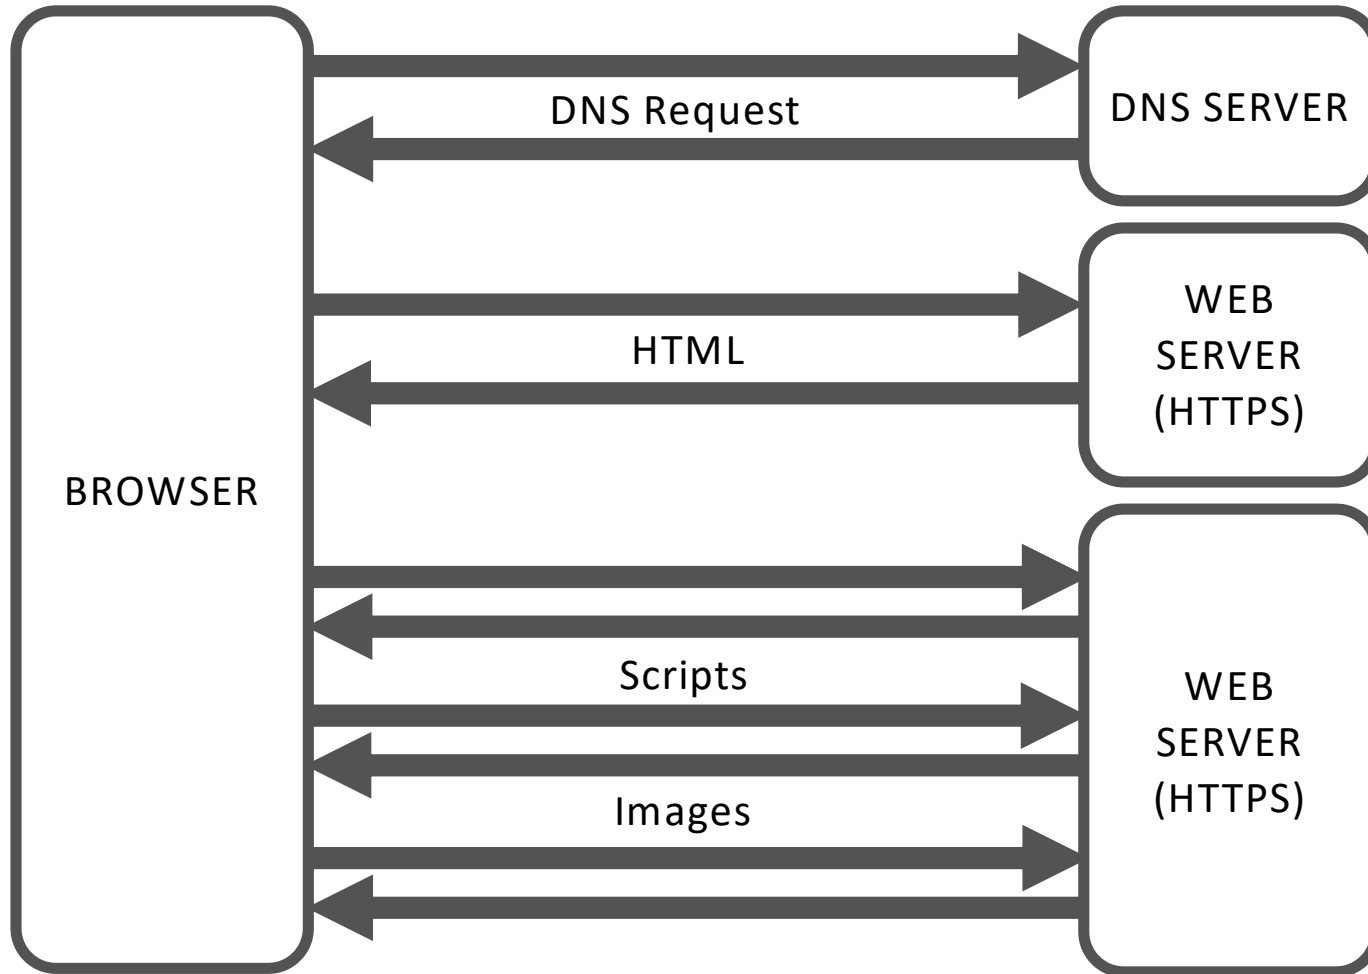 DNS Request
DNS SERVER
HTML
WEB
SERVER
(HTTPS)
BROWSER
Scripts
Images
WEB
SERVER
(HTTPS)